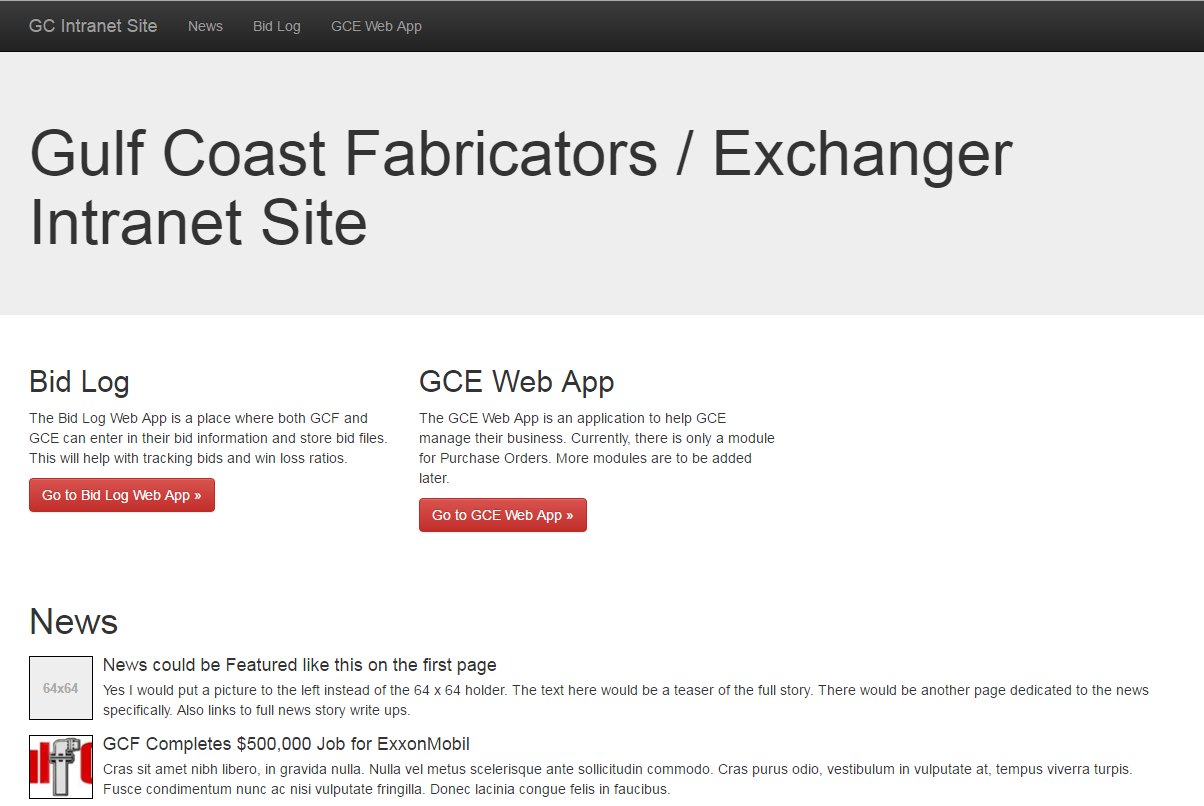 GC Intranet Site News Bid Log GCE Web App
Gulf Coast Fabricators / Exchanger
Intranet Site
Bid Log
The Bid Log Web App is a place where both GCF and
GCE can enter in their bid information and store bid files.
This will help with tracking bids and win loss ratios.
Go to Bid Log Web App »
GCE Web App
The GCE Web App is an application to help GCE
manage their business. Currently, there is only a module
for Purchase Orders. More modules are to be added
later.
Go to GCE Web App »
News
64x64
News could be Featured like this on the first page
Yes I would put a picture to the left instead of the 64 x 64 holder. The text here would be a teaser of the full story. There would be another page dedicated to the news
specifically. Also links to full news story write ups.
GCF Completes $500,000 Job for ExxonMobil
Cras sit amet nibh libero, in gravida nulla. Nulla vel metus scelerisque ante sollicitudin commodo. Cras purus odio, vestibulum in vulputate at, tempus viverra turpis.
Fusce condimentum nunc ac nisi vulputate fringilla. Donec lacinia congue felis in faucibus.